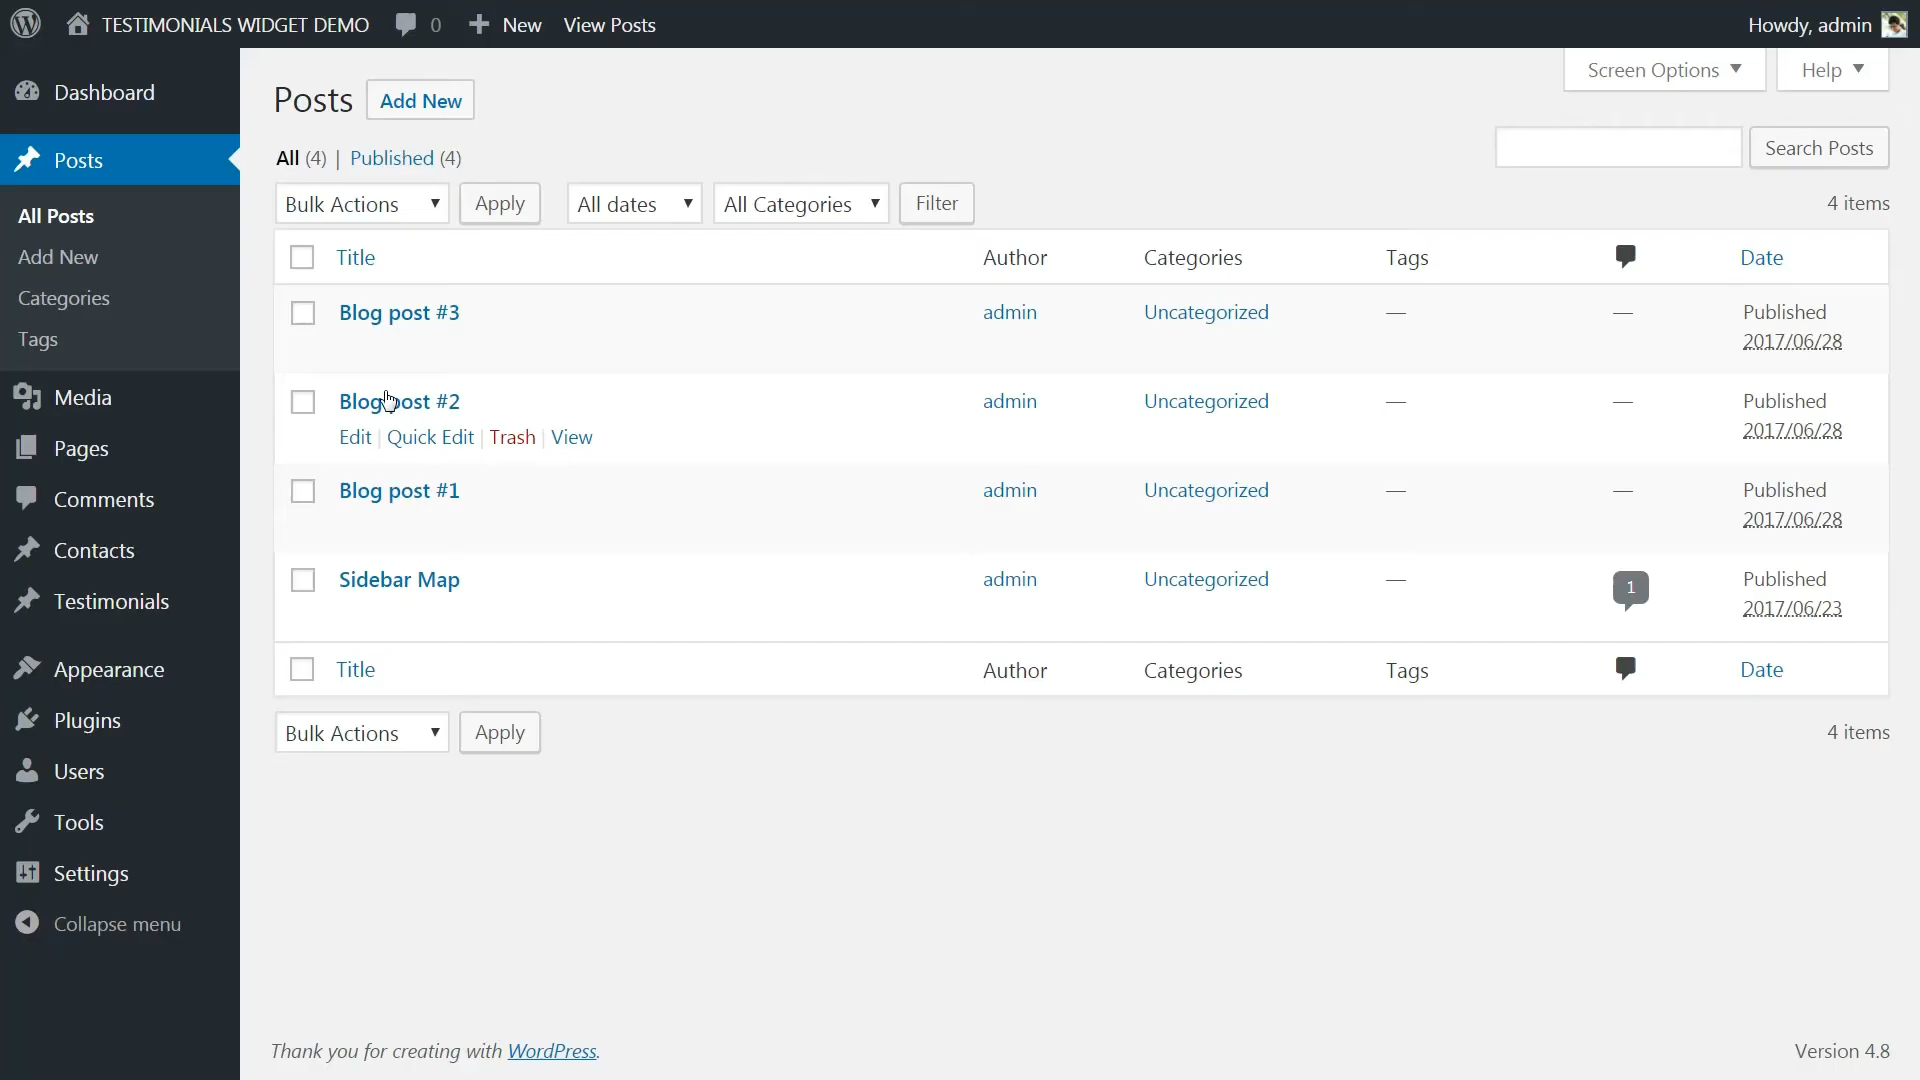 TESTIMONIALS WIDGET DEMO 0 New View Posts Howdy, admin
Dashboard
Posts
All Posts
Add New
Categories
Tags
Media
Pages
Comments
Contacts
Testimonials
Appearance
Plugins
Users
Tools
Settings
Collapse menu
Screen Options Help
Posts Add New
All (4) | Published (4)
Search Posts
Bulk Actions Apply All dates All Categories Filter 4 items
Title Author Categories Tags Date
Blog post #3 admin Uncategorized — — Published
2017/06/28
Blog post #2 admin Uncategorized — — Published
2017/06/28
Edit | Quick Edit | Trash | View
Blog post #1 admin Uncategorized — — Published
2017/06/28
Sidebar Map admin Uncategorized — 1 Published
2017/06/23
Title Author Categories Tags Date
Bulk Actions Apply 4 items
Thank you for creating with WordPress. Version 4.8